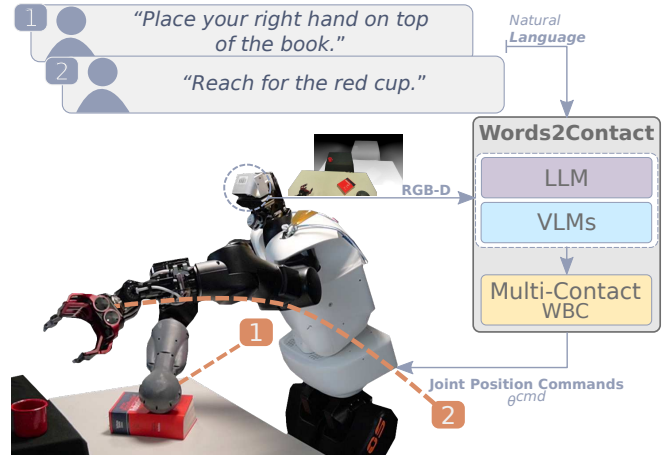 1
“Place your right hand on top
of the book.”
2
“Reach for the red cup.”
Natural
Language
Words2Contact
LLM
VLMs
RGB-D
Multi-Contact
WBC
1
Joint Position Commands
θcmd
2